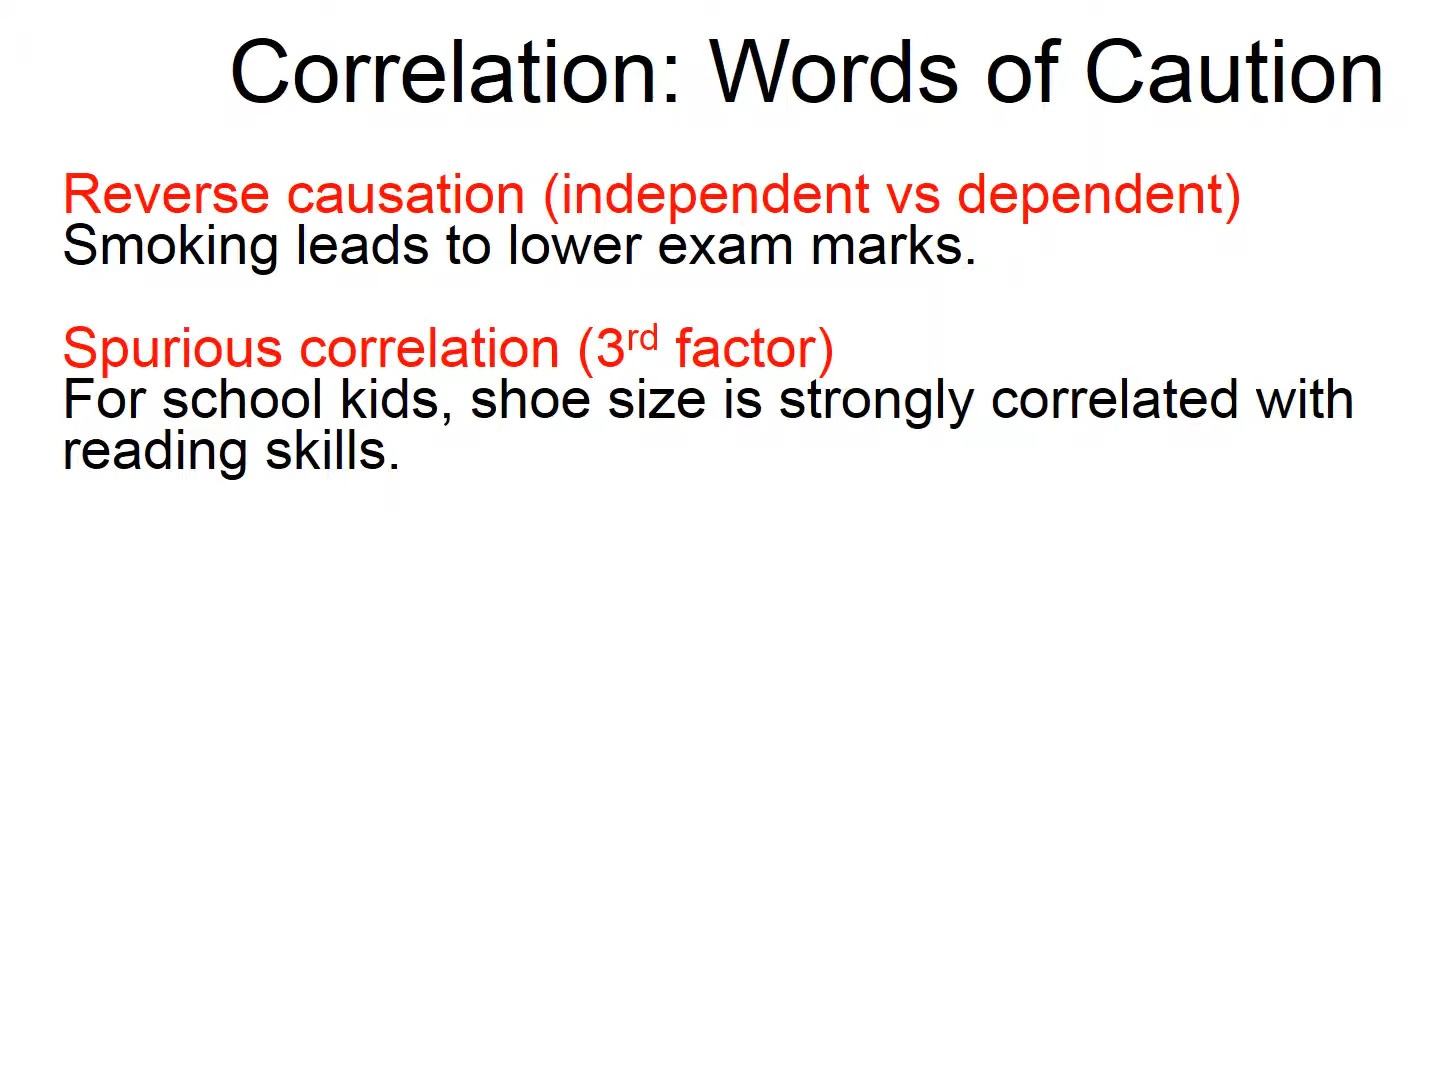 Correlation: Words of Caution
Reverse causation (independent vs dependent)
Smoking leads to lower exam marks.
Spurious correlation (3rd factor)
For school kids, shoe size is strongly correlated with
reading skills.